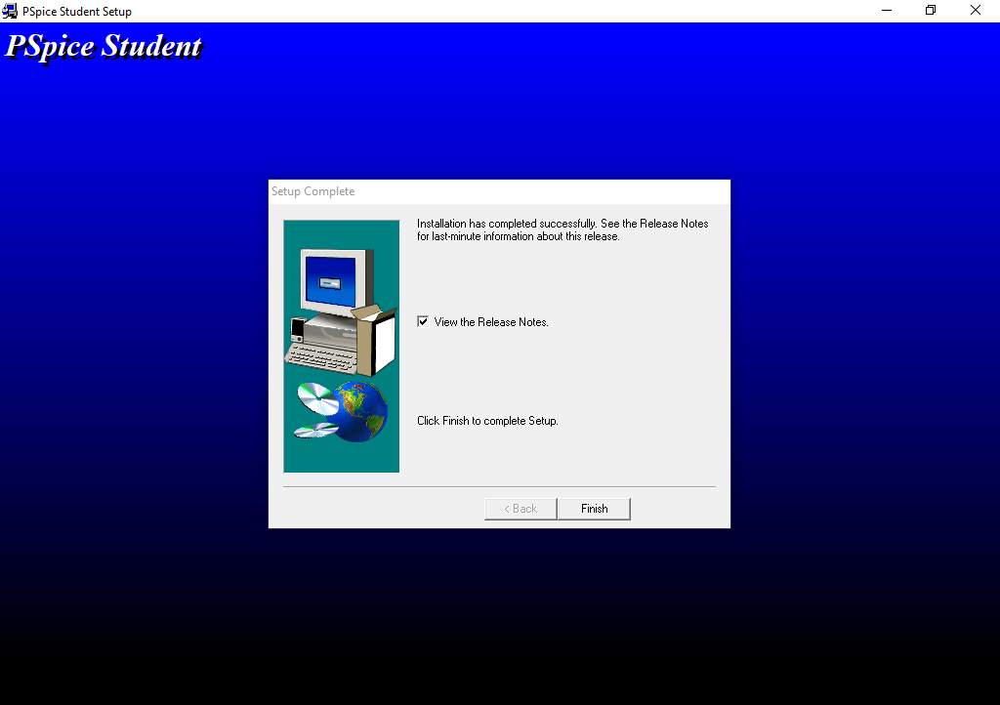 PSpice Student Setup
PSpice Student
Setup Complete
Installation has completed successfully. See the Release Notes
for last-minute information about this release.
View the Release Notes.
Click Finish to complete Setup.
< Back
Finish